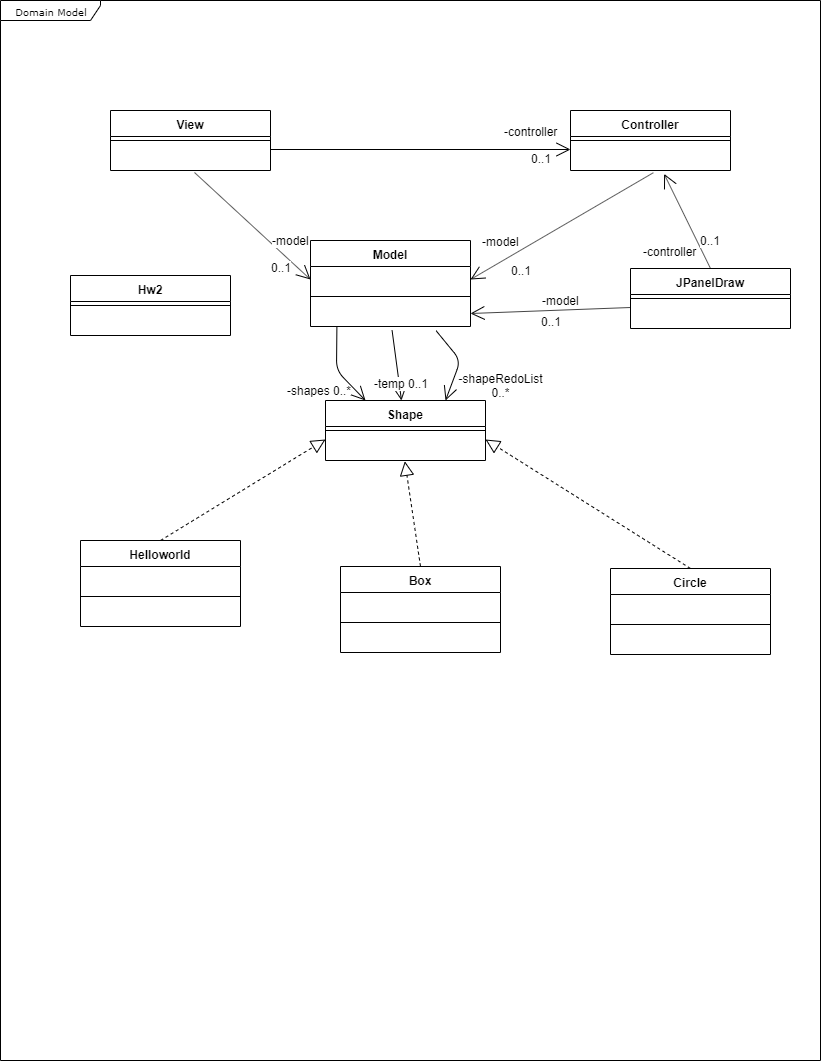 Domain Model
View
Controller
-controller
0..1
-model
0..1
Model
-model
0..1
0..1
-controller
Hw2
JPanelDraw
-model
0..1
-shapes 0..*
-temp 0..1
-shapeRedoList
0..*
Shape
Helloworld
Box
Circle